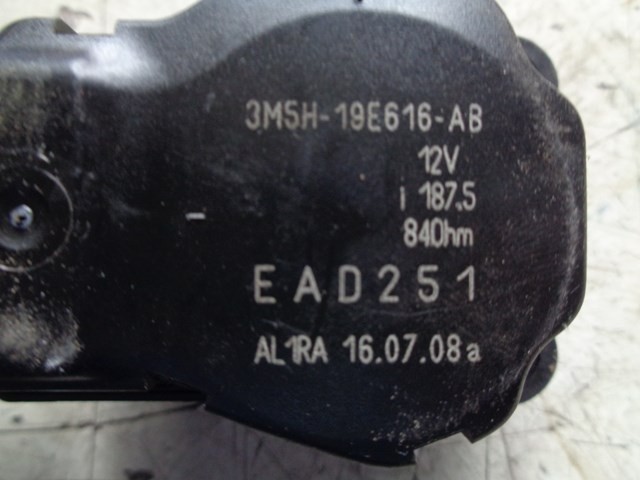 3M5H-19E616-AB
12V
i 187.5
84Ohm
EAD251
AL1RA 16.07.08a